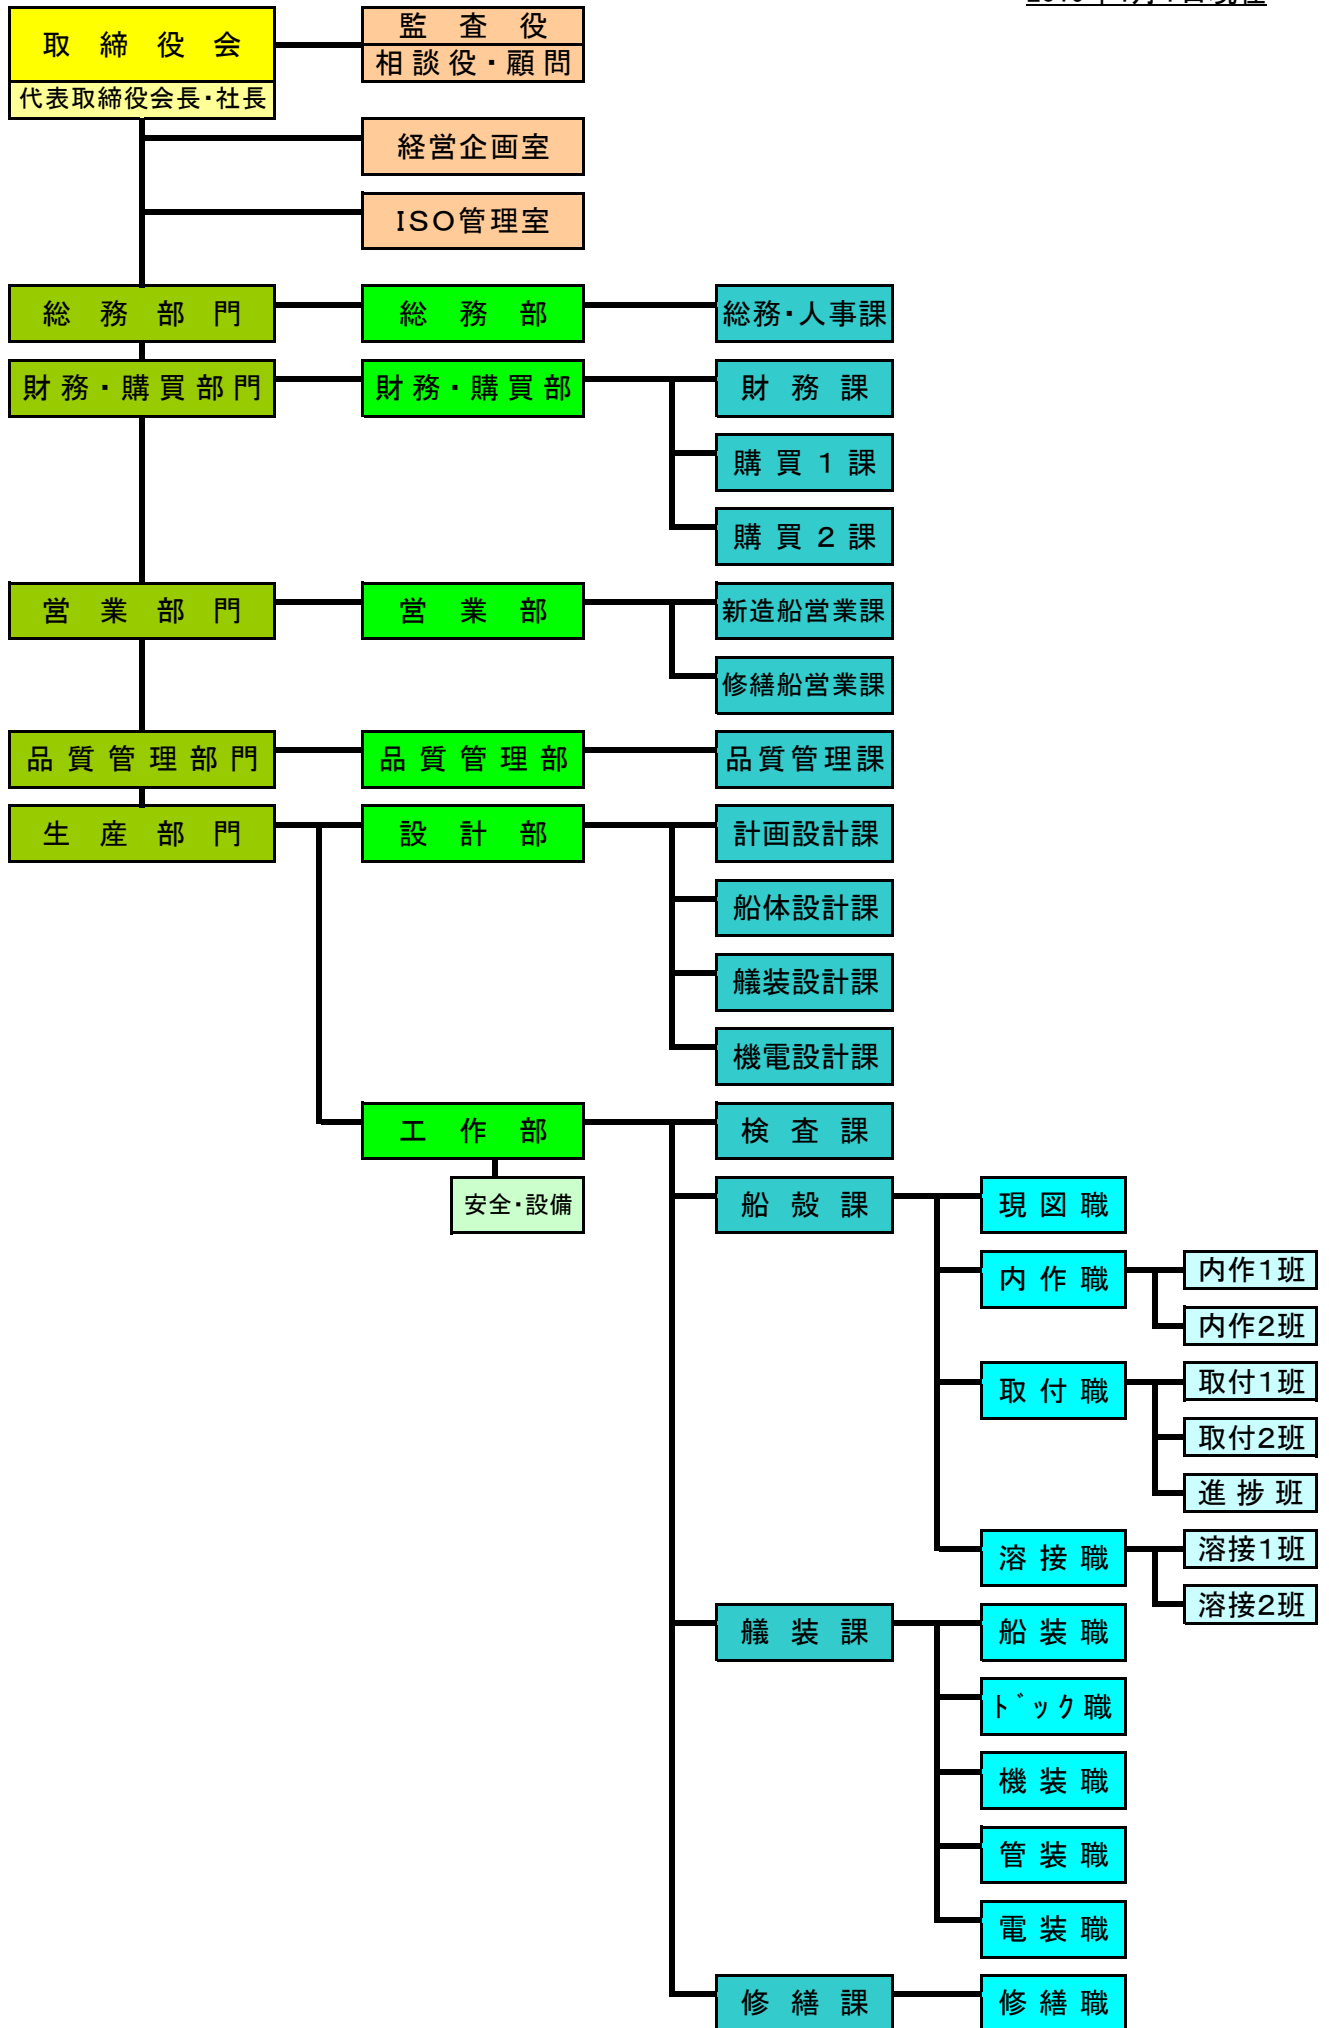 取締役会
監査役
相談役・顧問
代表取締役会長・社長
経営企画室
ISO管理室
総務部門
総務部
総務・人事課
財務・購買部門
財務・購買部
財務課
購買1課
購買2課
営業部門
営業部
新造船営業課
修繕船営業課
品質管理部門
品質管理部
品質管理課
生産部門
設計部
計画設計課
船体設計課
艤装設計課
機電設計課
工作部
検査課
安全・設備
船殻課
現図職
内作職
内作1班
内作2班
取付職
取付1班
取付2班
進捗班
溶接職
溶接1班
溶接2班
艤装課
船装職
ﾄﾞｯｸ職
機装職
管装職
電装職
修繕課
修繕職